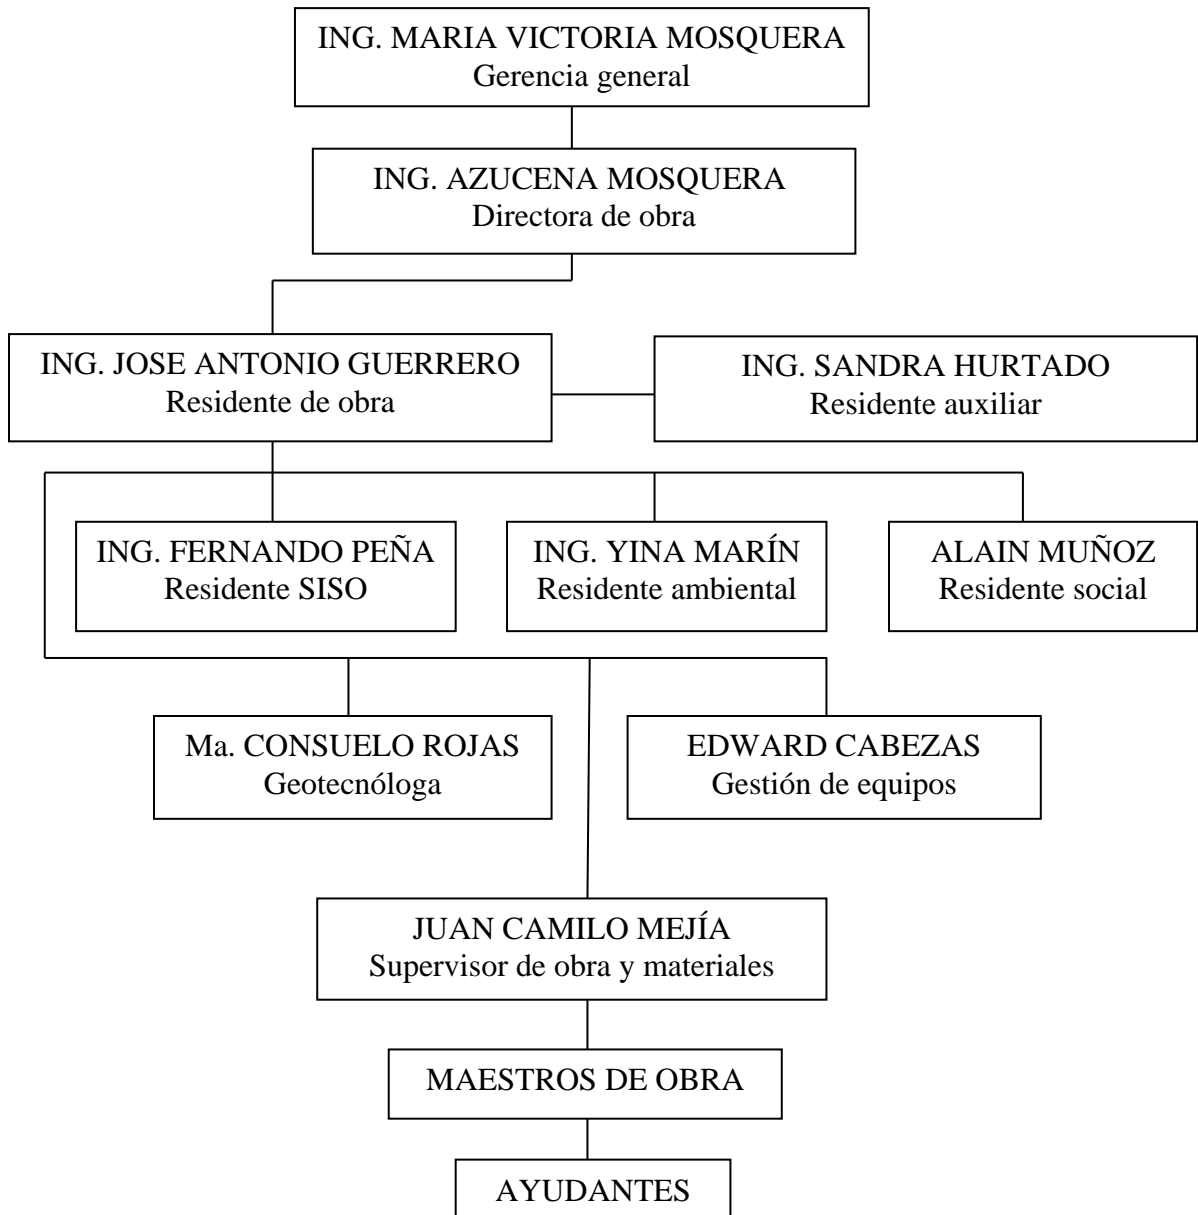 ING. MARIA VICTORIA MOSQUERA
Gerencia general
ING. AZUCENA MOSQUERA
Directora de obra
ING. JOSE ANTONIO GUERRERO
Residente de obra
ING. SANDRA HURTADO
Residente auxiliar
ING. FERNANDO PEÑA
Residente SISO
ING. YINA MARÍN
Residente ambiental
ALAIN MUÑOZ
Residente social
Ma. CONSUELO ROJAS
Geotecnóloga
EDWARD CABEZAS
Gestión de equipos
JUAN CAMILO MEJÍA
Supervisor de obra y materiales
MAESTROS DE OBRA
AYUDANTES